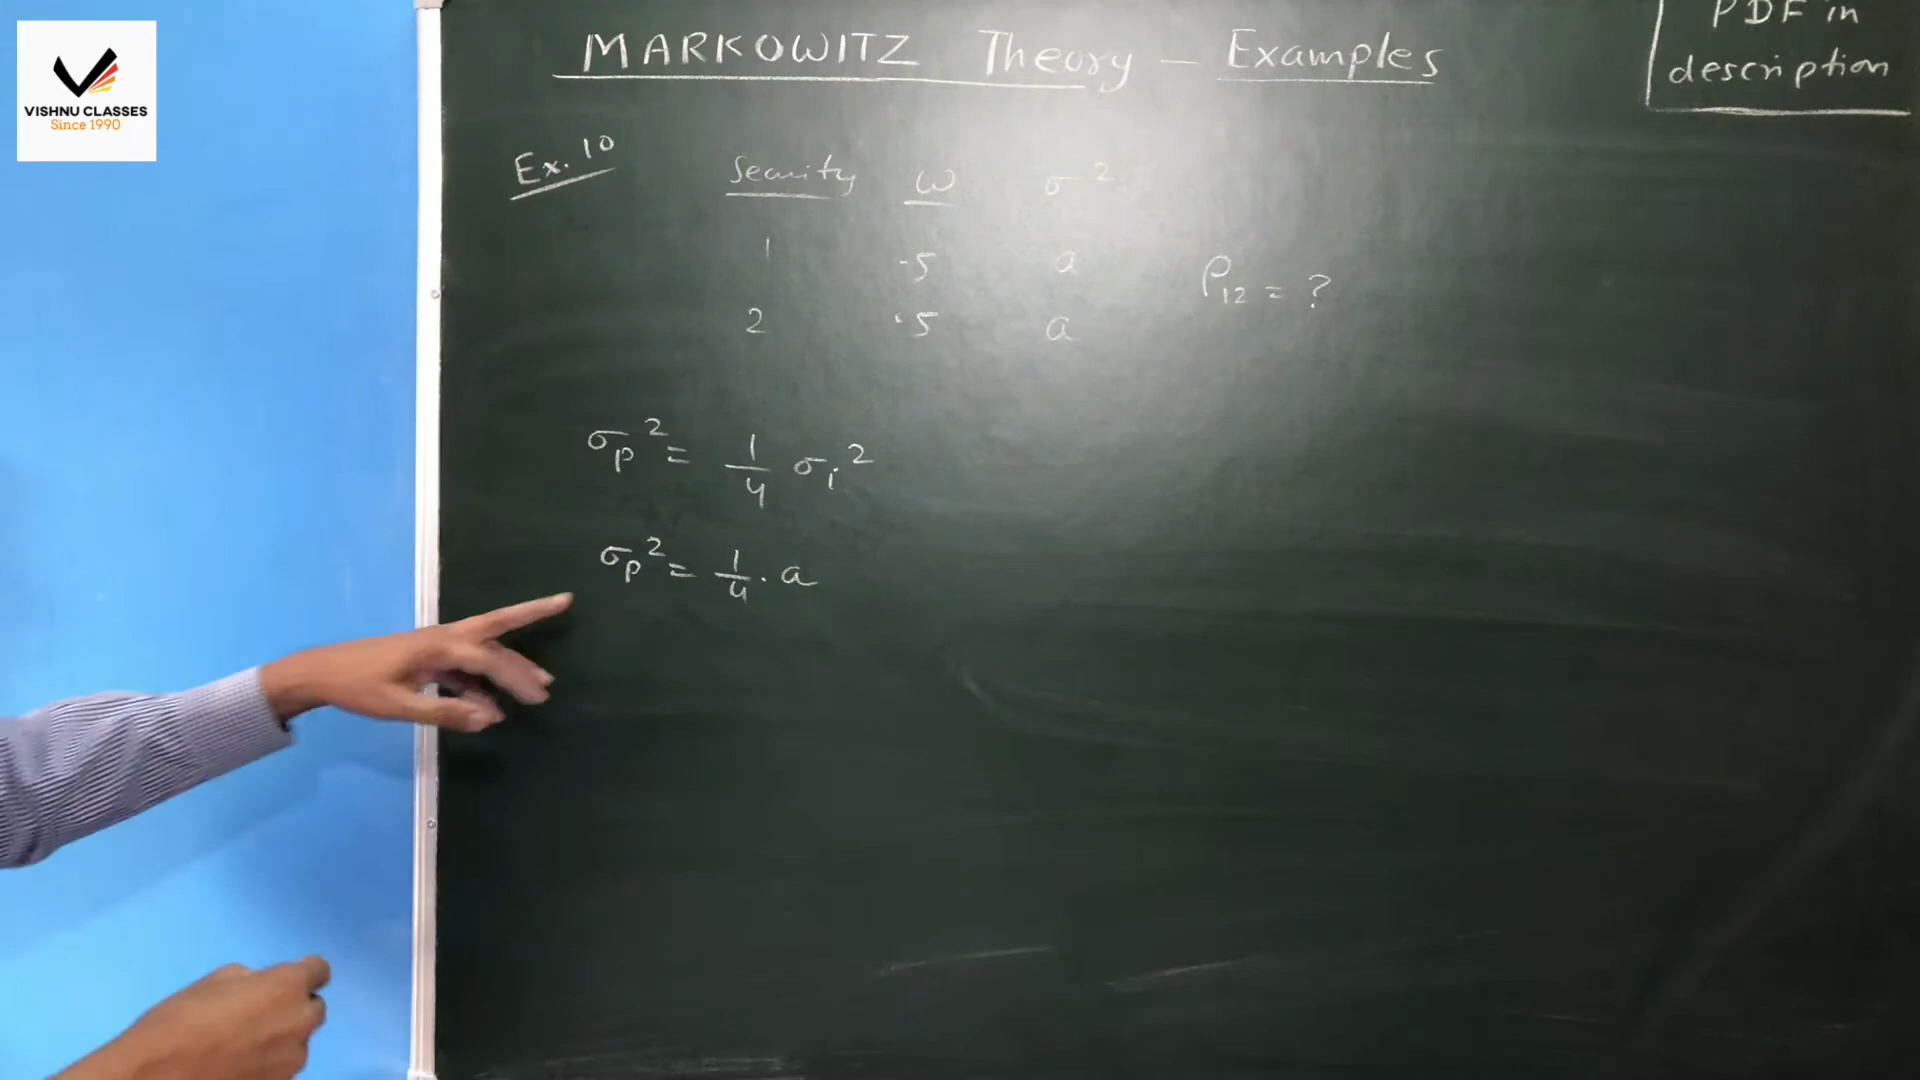 VISHNU CLASSES
Since 1990
MARKOWITZ Theory — Examples
PDF in
description
Ex. 10
Security ω σ²
1 .5 a
ρ₁₂ = ?
2 .5 a
σₚ² = 1/4 σᵢ²
σₚ² = 1/4 . a